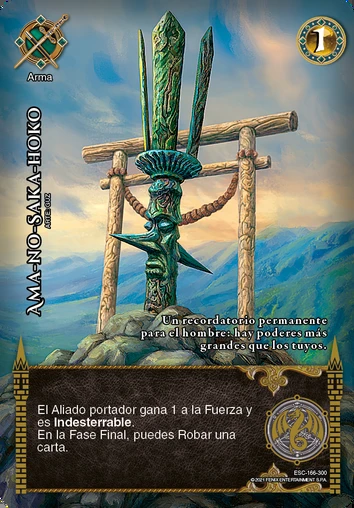 Arma
1
AMA-NO-SAKA-HOKO
ARTE: GUZ
Un recordatorio permanente
para el hombre: hay poderes más
grandes que los tuyos.
El Aliado portador gana 1 a la Fuerza y
es Indesterrable.
En la Fase Final, puedes Robar una
carta.
ESC-166-300
©2021 FENIX ENTERTAINMENT S.P.A.